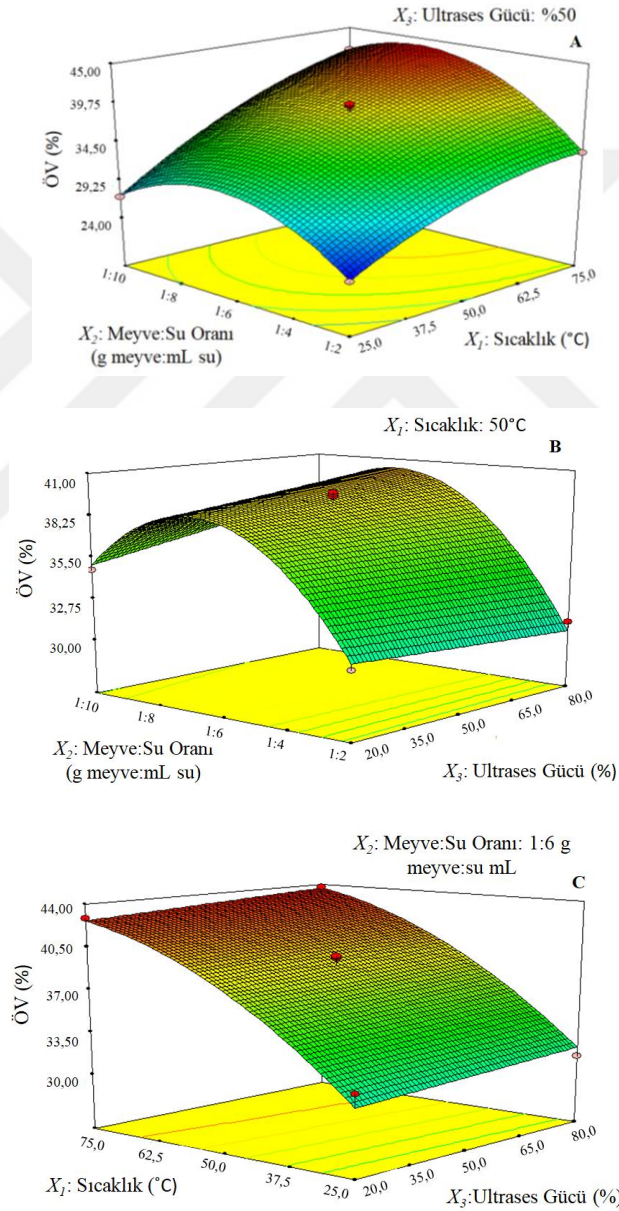 X3: Ultrases Gücü: %50
A
45,00
39,75
34,50
29,25
24,00
ÖV (%)
1:10
1:8
1:6
1:4
1:2
25,0
37,5
50,0
62,5
75,0
X2: Meyve:Su Oranı
(g meyve:mL su)
X1: Sıcaklık (°C)
X1: Sıcaklık: 50°C
B
41,00
38,25
35,50
32,75
30,00
ÖV (%)
1:10
1:8
1:6
1:4
1:2
20,0
35,0
50,0
65,0
80,0
X2: Meyve:Su Oranı
(g meyve:mL su)
X3: Ultrases Gücü (%)
X2: Meyve:Su Oranı: 1:6 g
meyve:su mL
C
44,00
40,50
37,00
33,50
30,00
ÖV (%)
75,0
62,5
50,0
37,5
25,0
20,0
35,0
50,0
65,0
80,0
X1: Sıcaklık (°C)
X3:Ultrases Gücü (%)